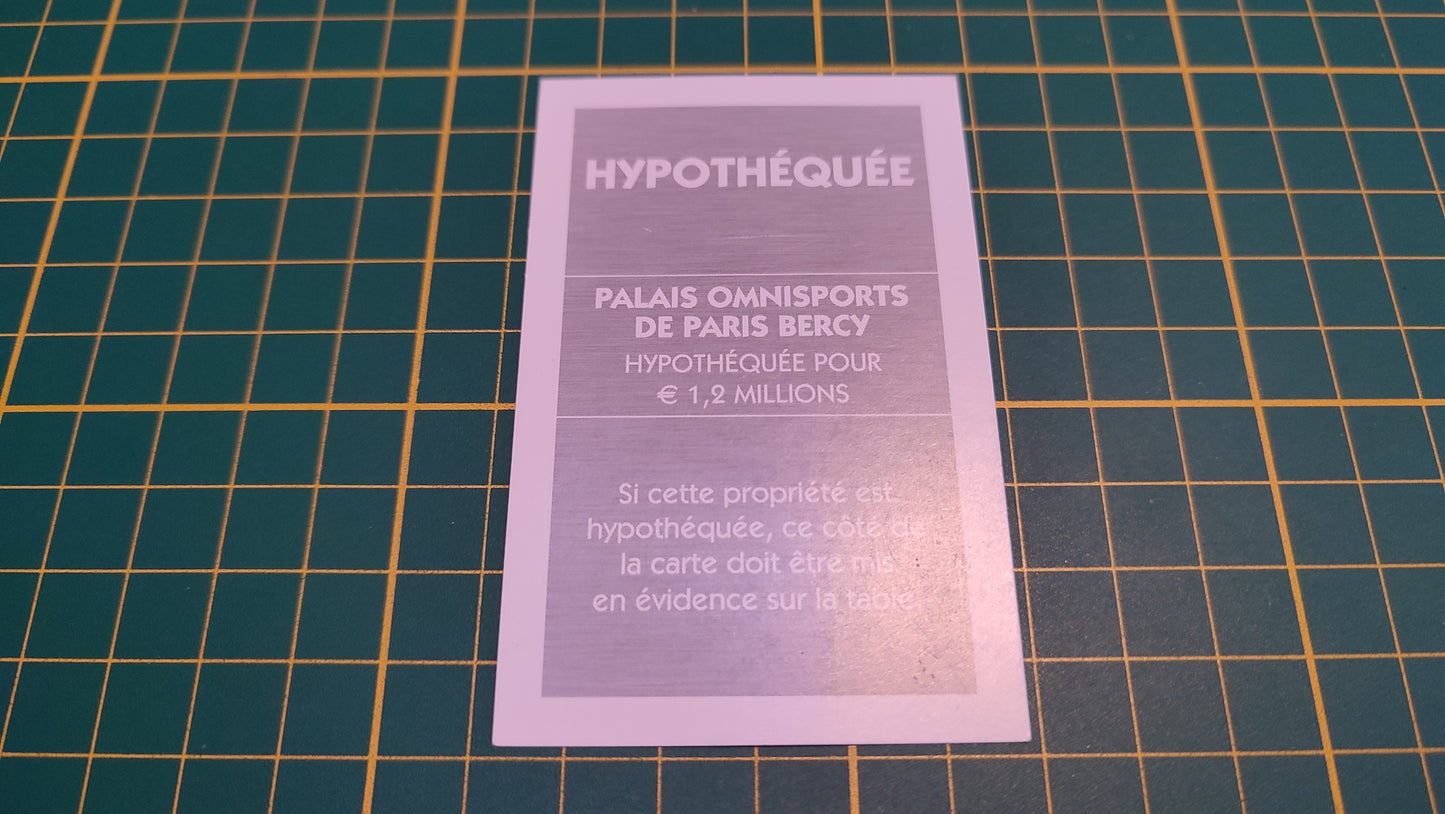 HYPOTHÉQUÉE
PALAIS OMNISPORTS
DE PARIS BERCY
HYPOTHÉQUÉE POUR
€ 1,2 MILLIONS
Si cette propriété est
hypothéquée, ce côté de
la carte doit être mis
en évidence sur la table.